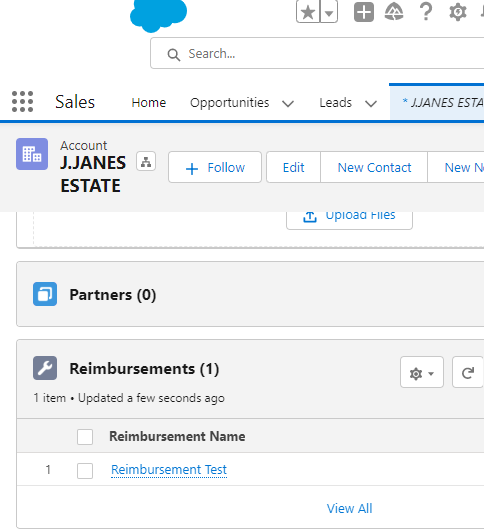 Search...
Sales
Home
Opportunities
Leads
* J.JANES ESTA
Account
J.JANES
ESTATE
Follow
Edit
New Contact
New N
Upload Files
Partners (0)
Reimbursements (1)
1 item • Updated a few seconds ago
Reimbursement Name
1
Reimbursement Test
View All